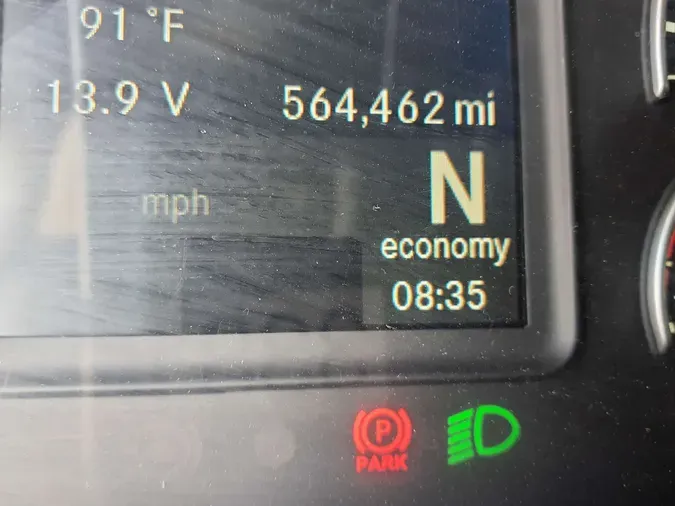 91 °F
13.9 V 564,462 mi
N
mph
economy
08:35
P
PARK